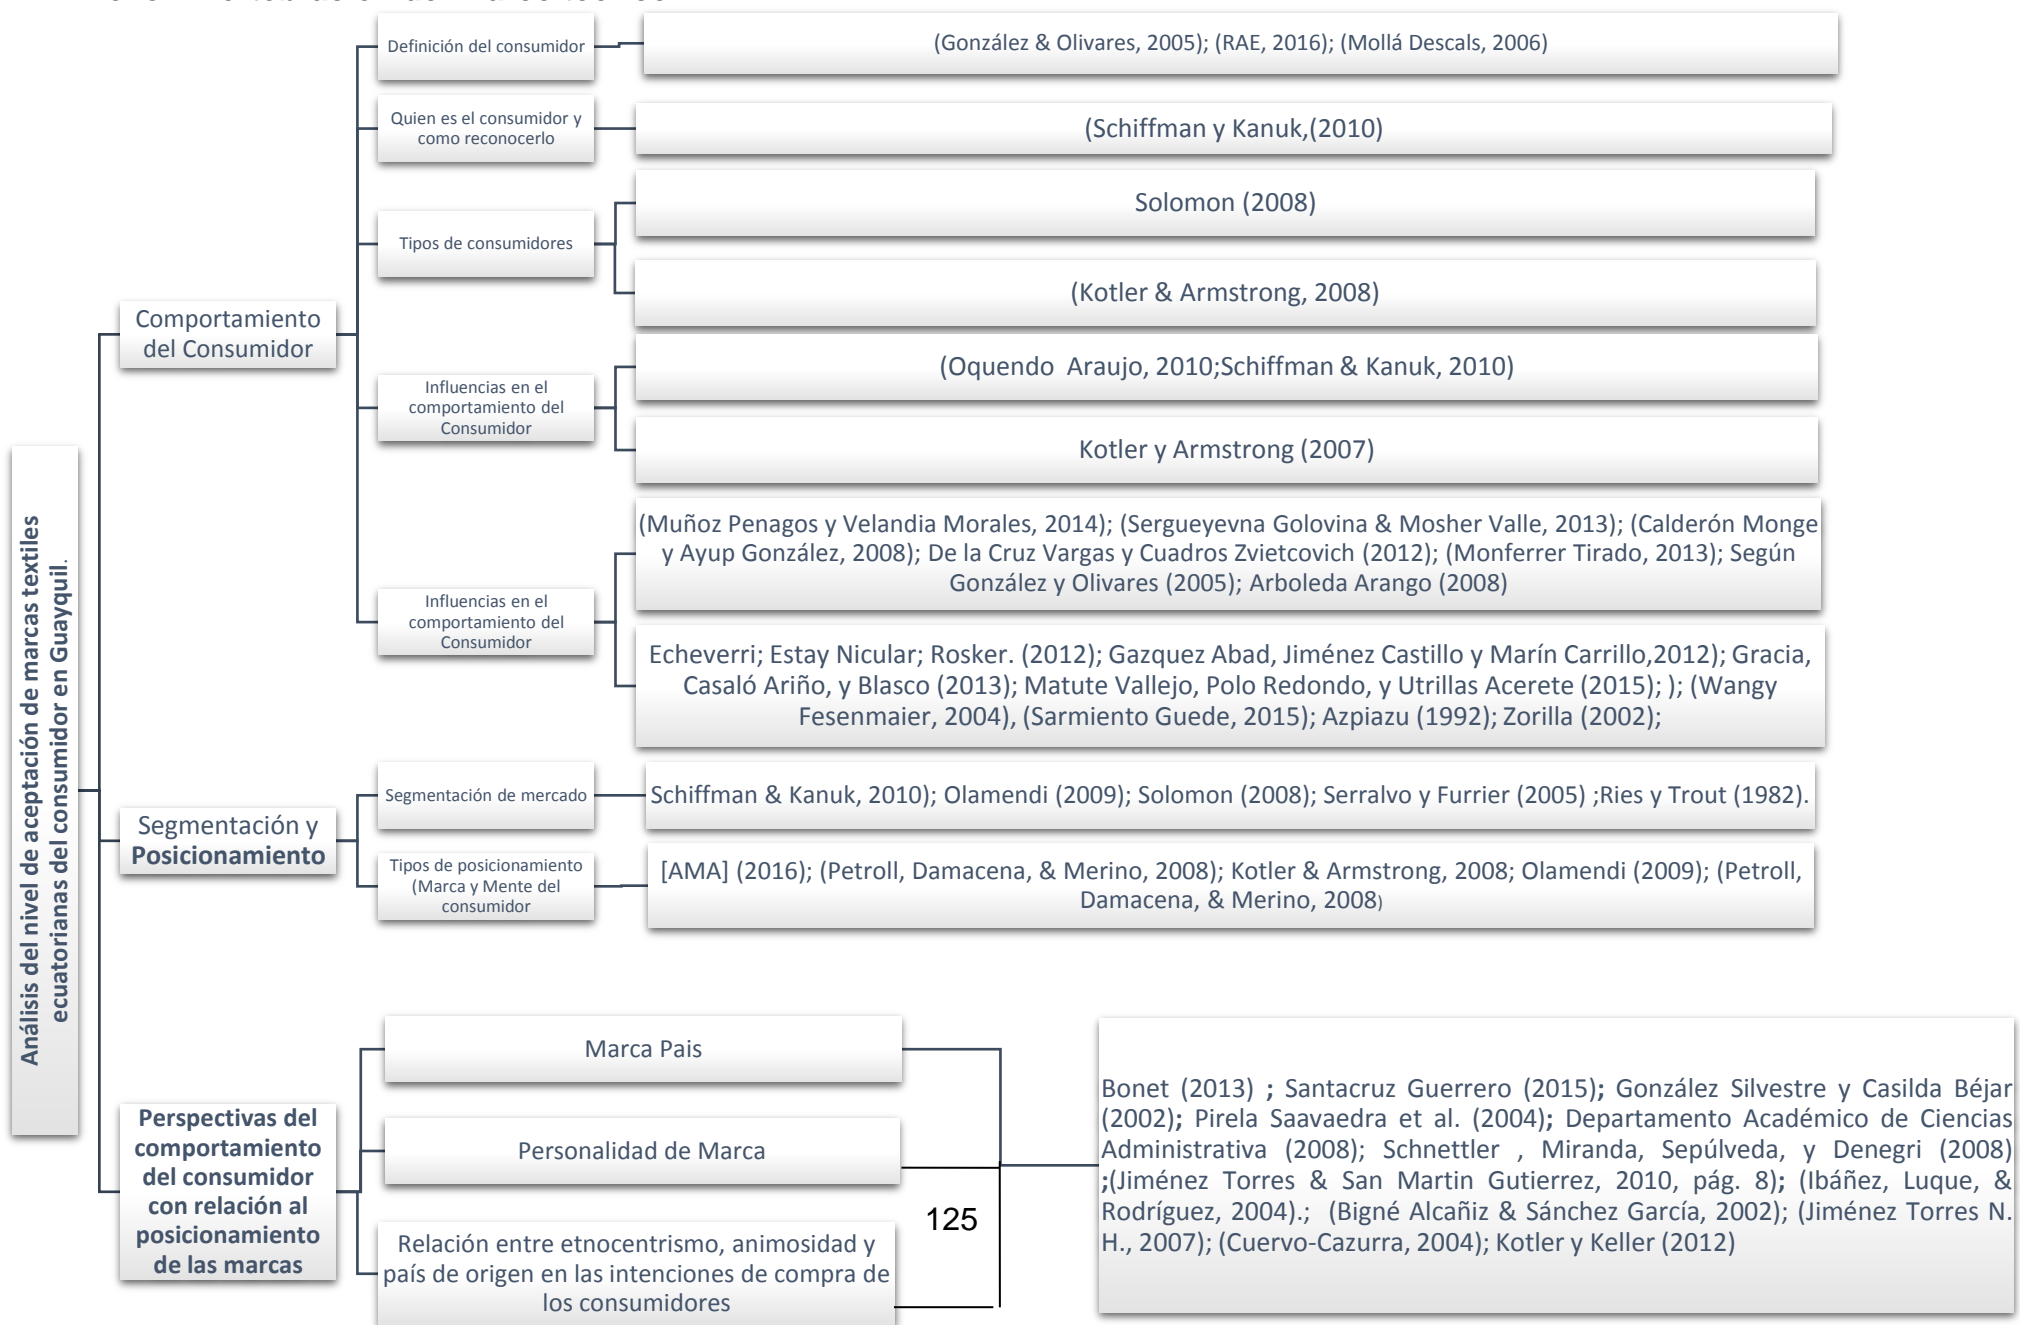 Análisis del nivel de aceptación de marcas textiles
ecuatorianas del consumidor en Guayquil.
Comportamiento
del Consumidor
Definición del consumidor
(González & Olivares, 2005); (RAE, 2016); (Mollá Descals, 2006)
Quien es el consumidor y
como reconocerlo
(Schiffman y Kanuk,(2010)
Tipos de consumidores
Solomon (2008)
(Kotler & Armstrong, 2008)
Influencias en el
comportamiento del
Consumidor
(Oquendo  Araujo, 2010;Schiffman & Kanuk, 2010)
Kotler y Armstrong (2007)
Influencias en el
comportamiento del
Consumidor
(Muñoz Penagos y Velandia Morales, 2014); (Sergueyevna Golovina & Mosher Valle, 2013); (Calderón Monge
y Ayup González, 2008); De la Cruz Vargas y Cuadros Zvietcovich (2012); (Monferrer Tirado, 2013); Según
González y Olivares (2005); Arboleda Arango (2008)
Echeverri; Estay Nicular; Rosker. (2012); Gazquez Abad, Jiménez Castillo y Marín Carrillo,2012); Gracia,
Casaló Ariño, y Blasco (2013); Matute Vallejo, Polo Redondo, y Utrillas Acerete (2015); ); (Wangy
Fesenmaier, 2004), (Sarmiento Guede, 2015); Azpiazu (1992); Zorilla (2002);
Segmentación y
Posicionamiento
Segmentación de mercado
Schiffman & Kanuk, 2010); Olamendi (2009); Solomon (2008); Serralvo y Furrier (2005) ;Ries y Trout (1982).
Tipos de posicionamiento
(Marca y Mente del
consumidor
[AMA] (2016); (Petroll, Damacena, & Merino, 2008); Kotler & Armstrong, 2008; Olamendi (2009); (Petroll,
Damacena, & Merino, 2008)
Perspectivas del
comportamiento
del consumidor
con relación al
posicionamiento
de las marcas
Marca Pais
Personalidad de Marca
Relación entre etnocentrismo, animosidad y
país de origen en las intenciones de compra de
los consumidores
125
Bonet (2013) ; Santacruz Guerrero (2015); González Silvestre y Casilda Béjar
(2002); Pirela Saavaedra et al. (2004); Departamento Académico de Ciencias
Administrativa (2008); Schnettler , Miranda, Sepúlveda, y Denegri (2008)
;(Jiménez Torres & San Martin Gutierrez, 2010, pág. 8); (Ibáñez, Luque, &
Rodríguez, 2004).; (Bigné Alcañiz & Sánchez García, 2002); (Jiménez Torres N.
H., 2007); (Cuervo-Cazurra, 2004); Kotler y Keller (2012)